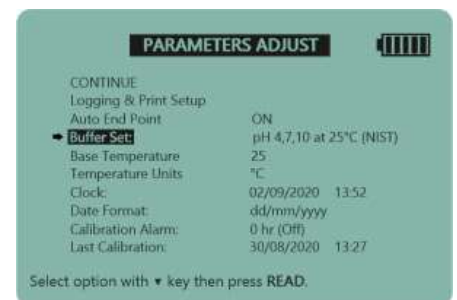 PARAMETERS ADJUST
CONTINUE
Logging & Print Setup
Auto End Point ON
Buffer Set: pH 4,7,10 at 25°C (NIST)
Base Temperature 25
Temperature Units °C
Clock: 02/09/2020 13:52
Date Format: dd/mm/yyyy
Calibration Alarm: 0 hr (Off)
Last Calibration: 30/08/2020 13:27
Select option with ▼ key then press READ.